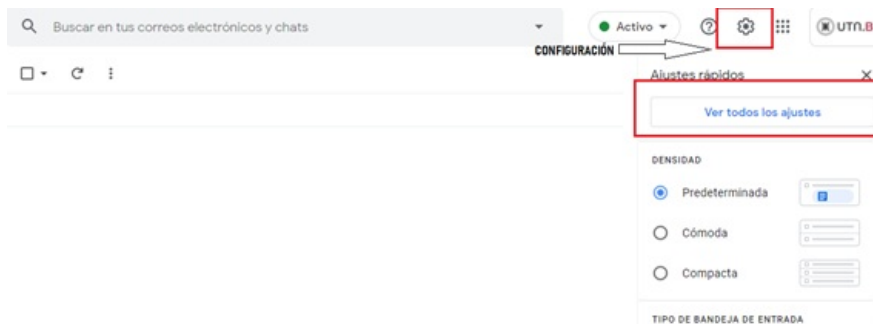 Buscar en tus correos electrónicos y chats
Activo
UTN.B
CONFIGURACIÓN
Ajustes rápidos
Ver todos los ajustes
DENSIDAD
Predeterminada
Cómoda
Compacta
TIPO DE BANDEJA DE ENTRADA